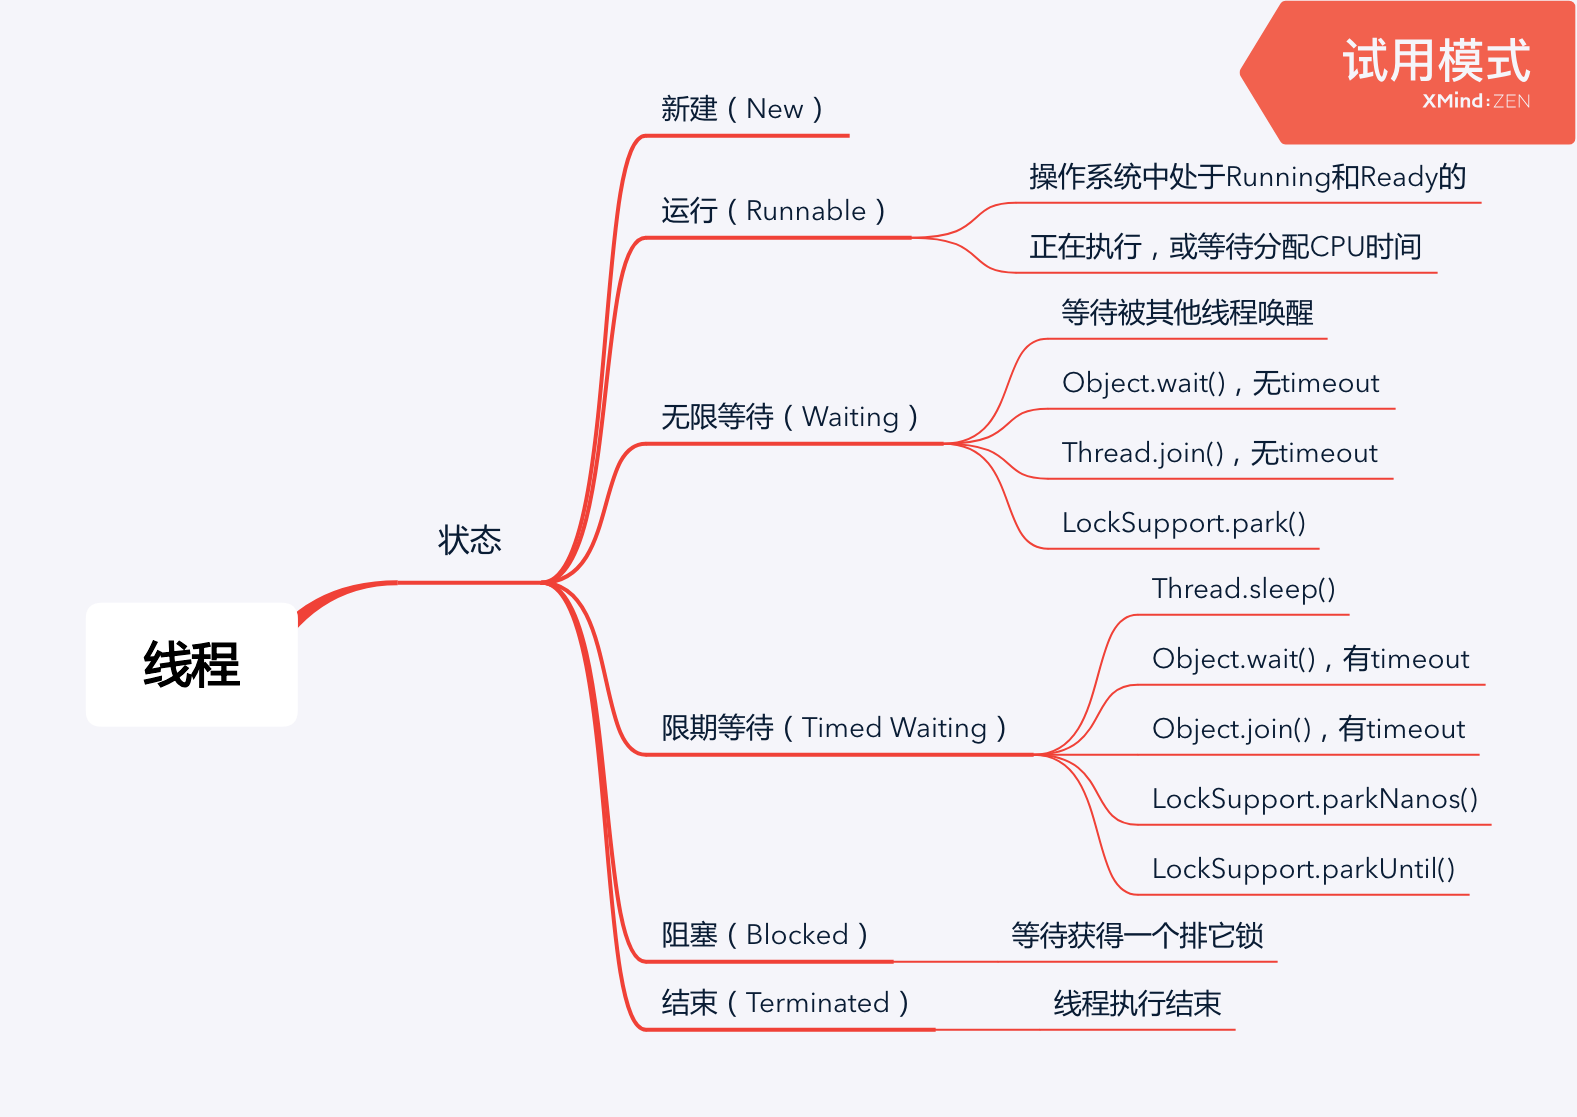 试用模式
XMind:ZEN
线程
状态
新建（New）
运行（Runnable）
操作系统中处于Running和Ready的
正在执行，或等待分配CPU时间
无限等待（Waiting）
等待被其他线程唤醒
Object.wait()，无timeout
Thread.join()，无timeout
LockSupport.park()
限期等待（Timed Waiting）
Thread.sleep()
Object.wait()，有timeout
Object.join()，有timeout
LockSupport.parkNanos()
LockSupport.parkUntil()
阻塞（Blocked）
等待获得一个排它锁
结束（Terminated）
线程执行结束